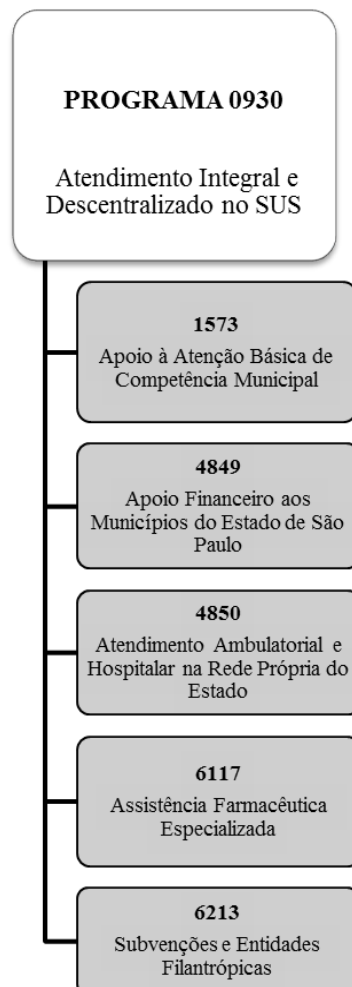 PROGRAMA 0930
Atendimento Integral e
Descentralizado no SUS
1573
Apoio à Atenção Básica de
Competência Municipal
4849
Apoio Financeiro aos
Municípios do Estado de São
Paulo
4850
Atendimento Ambulatorial e
Hospitalar na Rede Própria do
Estado
6117
Assistência Farmacêutica
Especializada
6213
Subvenções e Entidades
Filantrópicas